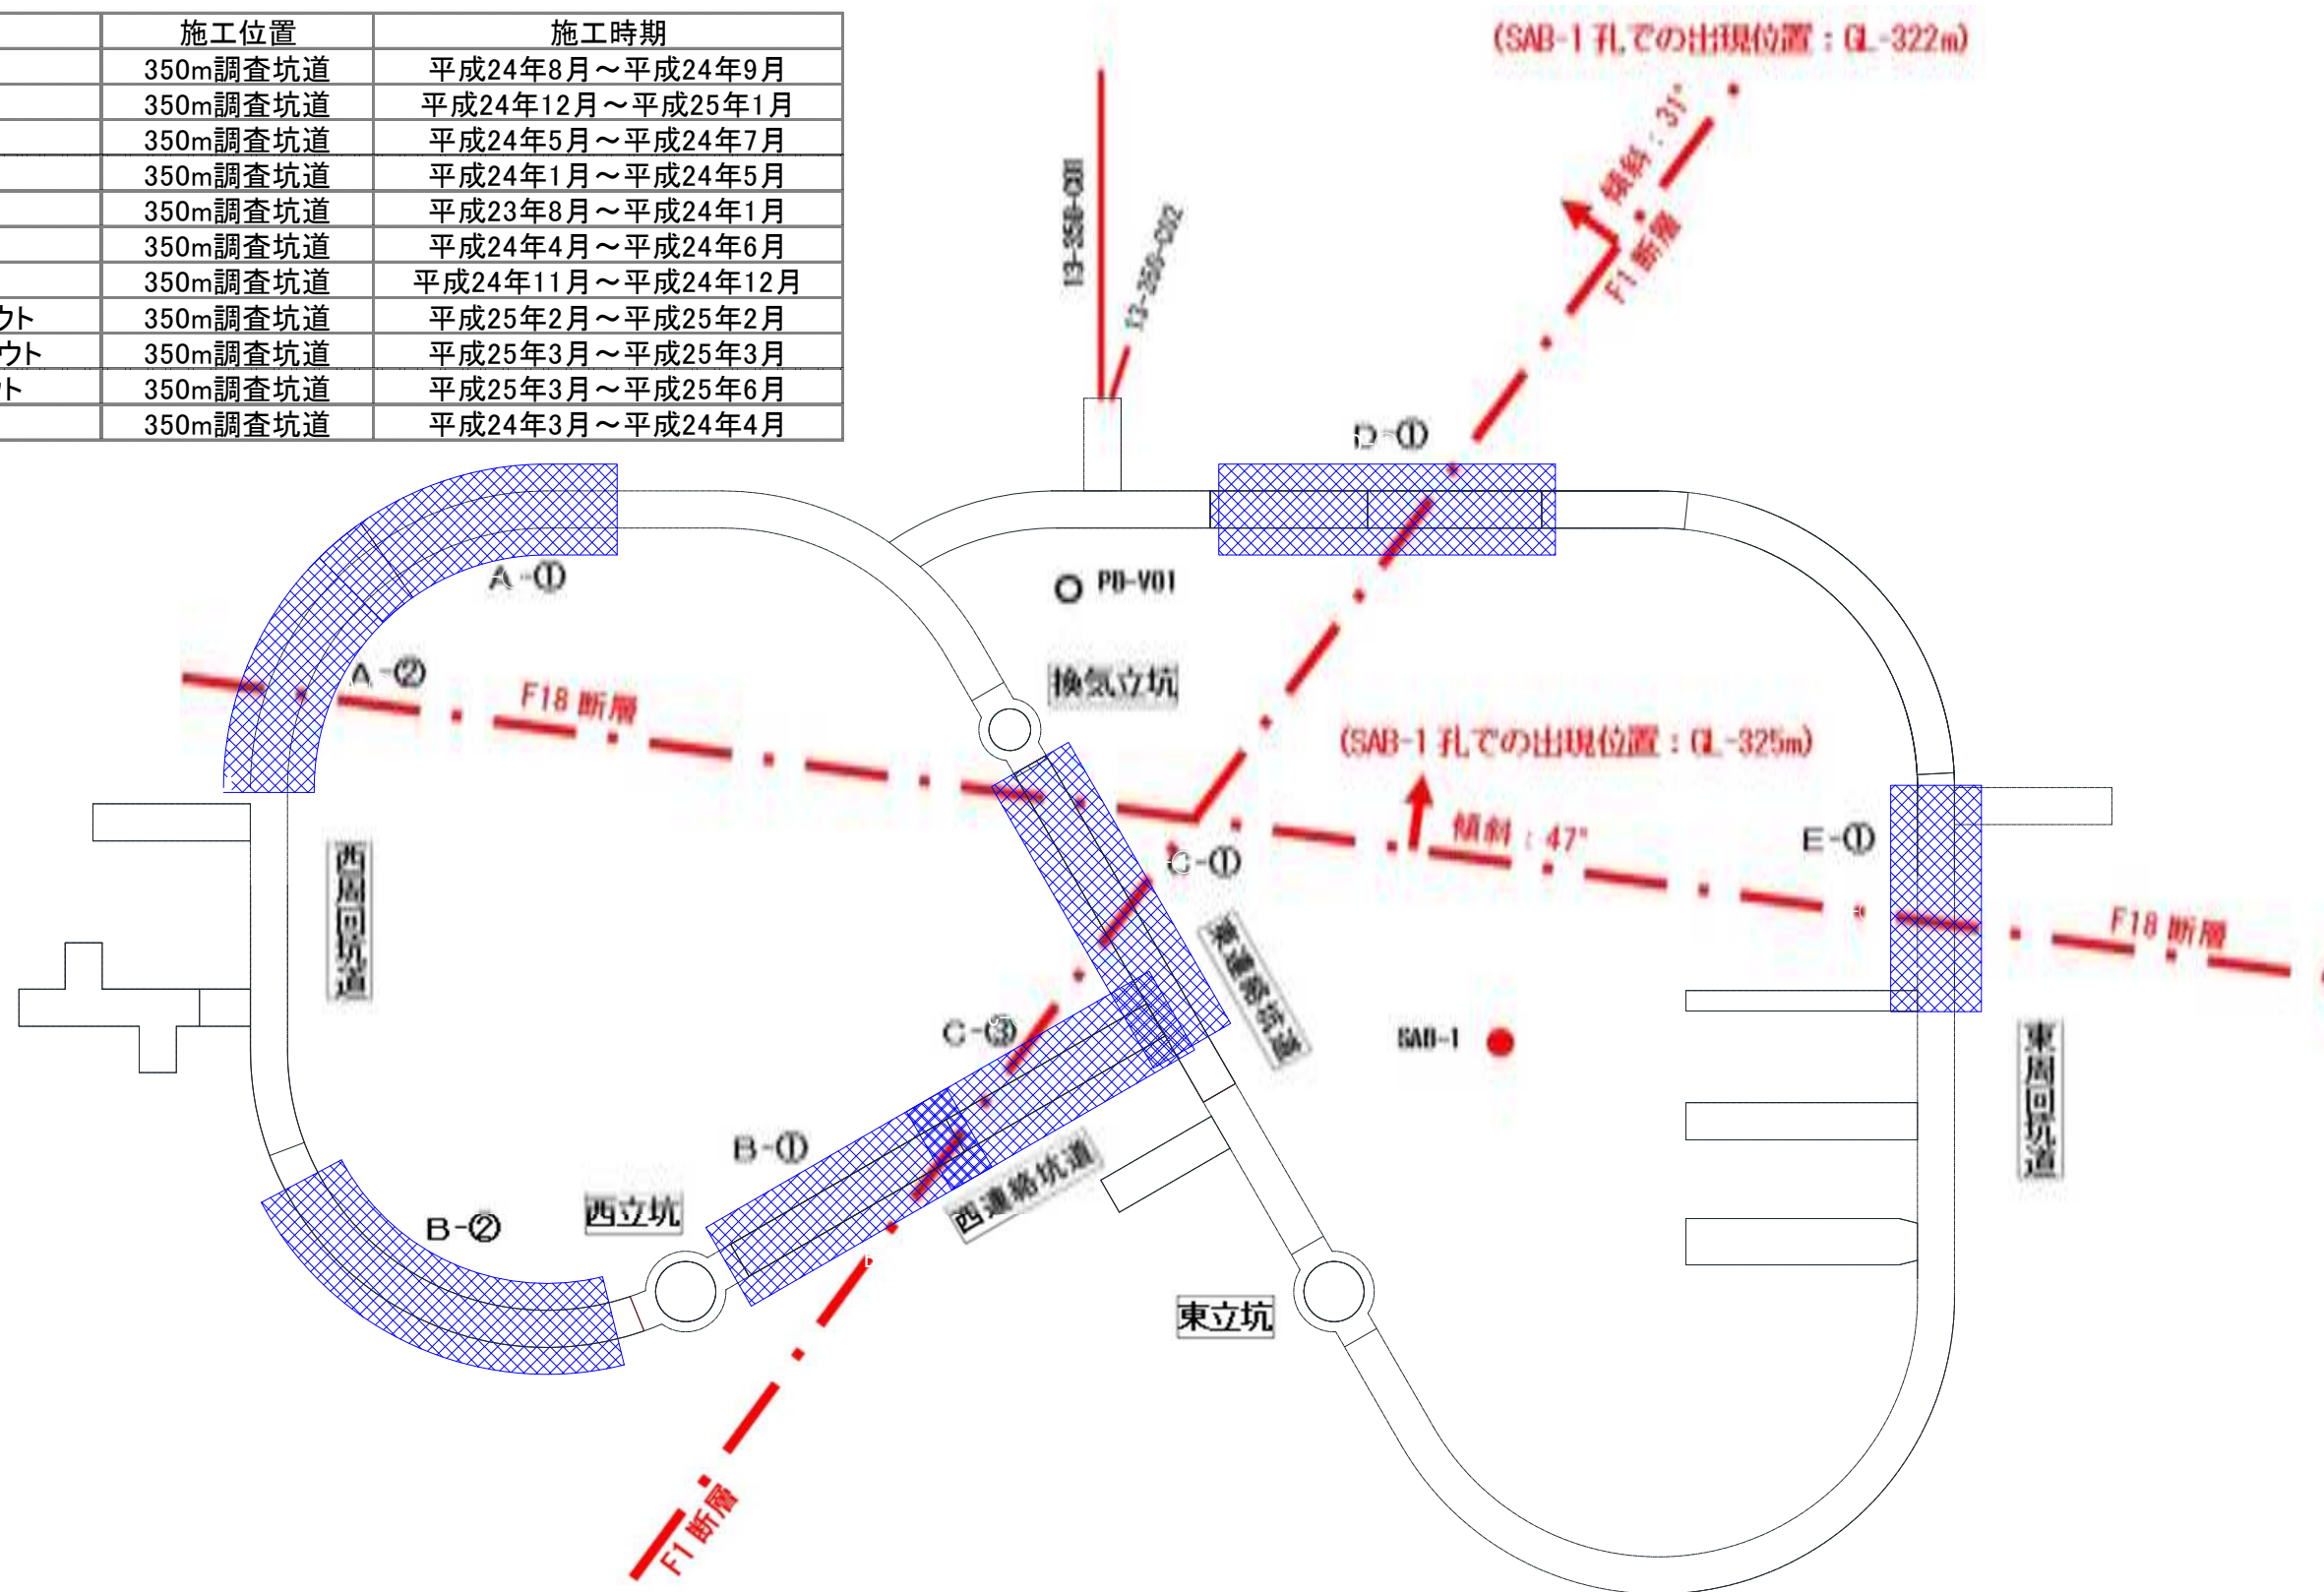 施工位置 施工時期
350m調査坑道 平成24年8月～平成24年9月
350m調査坑道 平成24年12月～平成25年1月
350m調査坑道 平成24年5月～平成24年7月
350m調査坑道 平成24年1月～平成24年5月
350m調査坑道 平成23年8月～平成24年1月
350m調査坑道 平成24年4月～平成24年6月
350m調査坑道 平成24年11月～平成24年12月
ウト 350m調査坑道 平成25年2月～平成25年2月
ウト 350m調査坑道 平成25年3月～平成25年3月
ト 350m調査坑道 平成25年3月～平成25年6月
350m調査坑道 平成24年3月～平成24年4月
(SAB-1 孔での出現位置：GL-322m)
傾斜：31°
F1 断層
13-350-C01
D-①
A-①
PB-V01
A-②
F18 断層
換気立坑
(SAB-1 孔での出現位置：GL-325m)
傾斜：47°
E-①
C-①
F18 断層
西周回坑道
東連絡坑道
C-③
SAB-1
東周回坑道
B-①
西連絡坑道
西立坑
B-②
東立坑
F1 断層